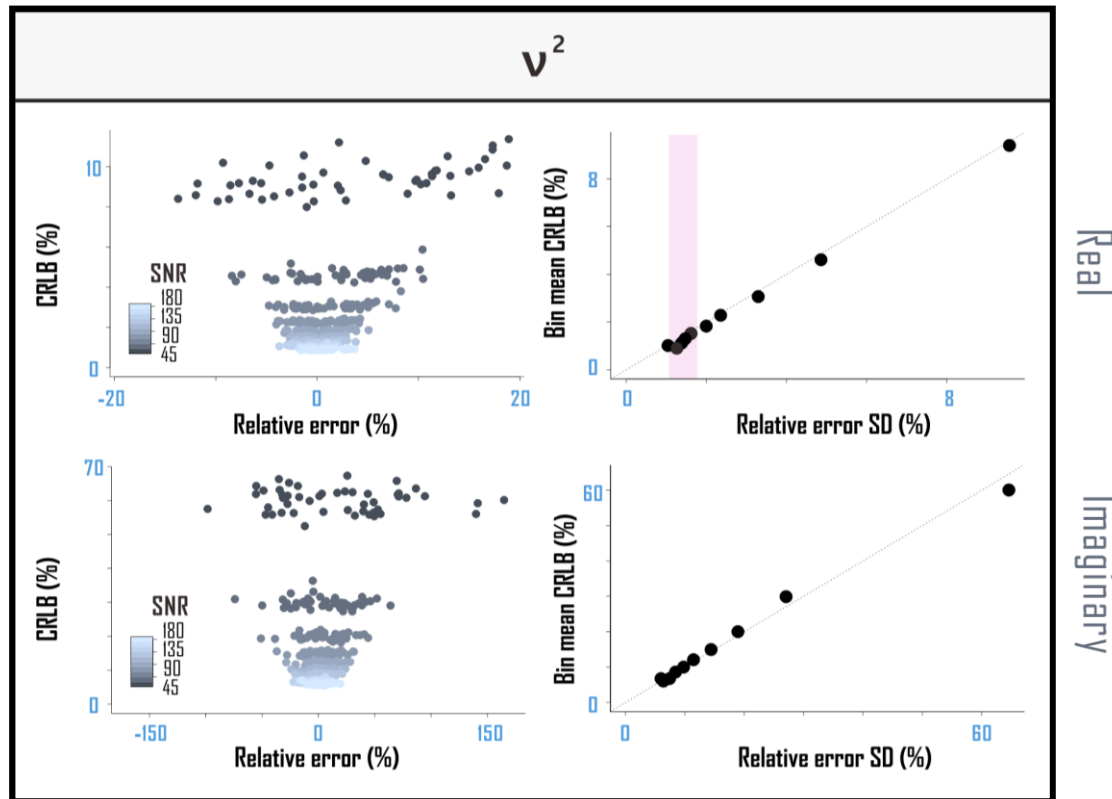 ν²
10
0
CRLB (%)
SNR
180
135
90
45
-20
0
20
Relative error (%)
8
0
Bin mean CRLB (%)
0
8
Relative error SD (%)
Real
70
0
CRLB (%)
SNR
180
135
90
45
-150
0
150
Relative error (%)
60
0
Bin mean CRLB (%)
0
60
Relative error SD (%)
Imaginary